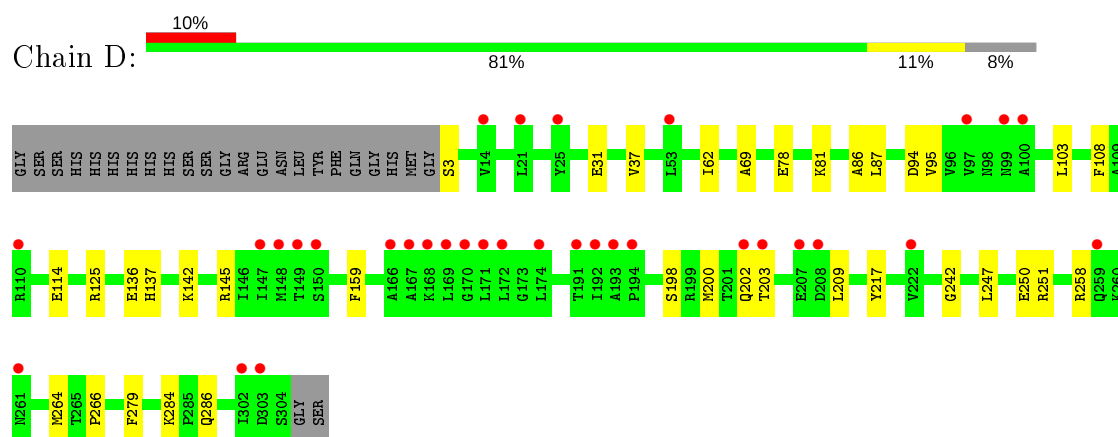 10%
Chain D:
81% 11% 8%
GLY SER SER HIS HIS HIS HIS HIS HIS SER SER GLY ARG GLU ASN LEU TYR PHE GLN GLY HIS MET GLY S3 V14 L21 Y25 E31 V37 L53 I62 A69 E78 K81 A86 L87 D94 V95 V96 V97 N98 N99 A100 L103 F108 A109
R110 E114 R125 E136 H137 K142 R145 I146 I147 M148 T149 S150 F159 A166 A167 K168 L169 G170 L171 L172 G173 L174 T191 I192 A193 P194 S198 R199 M200 T201 Q202 T203 E207 D208 L209 Y217 V222 G242 L247 E250 R251 R258 Q259 K260
N261 M264 T265 P266 F279 K284 P285 Q286 I302 D303 S304 GLY SER